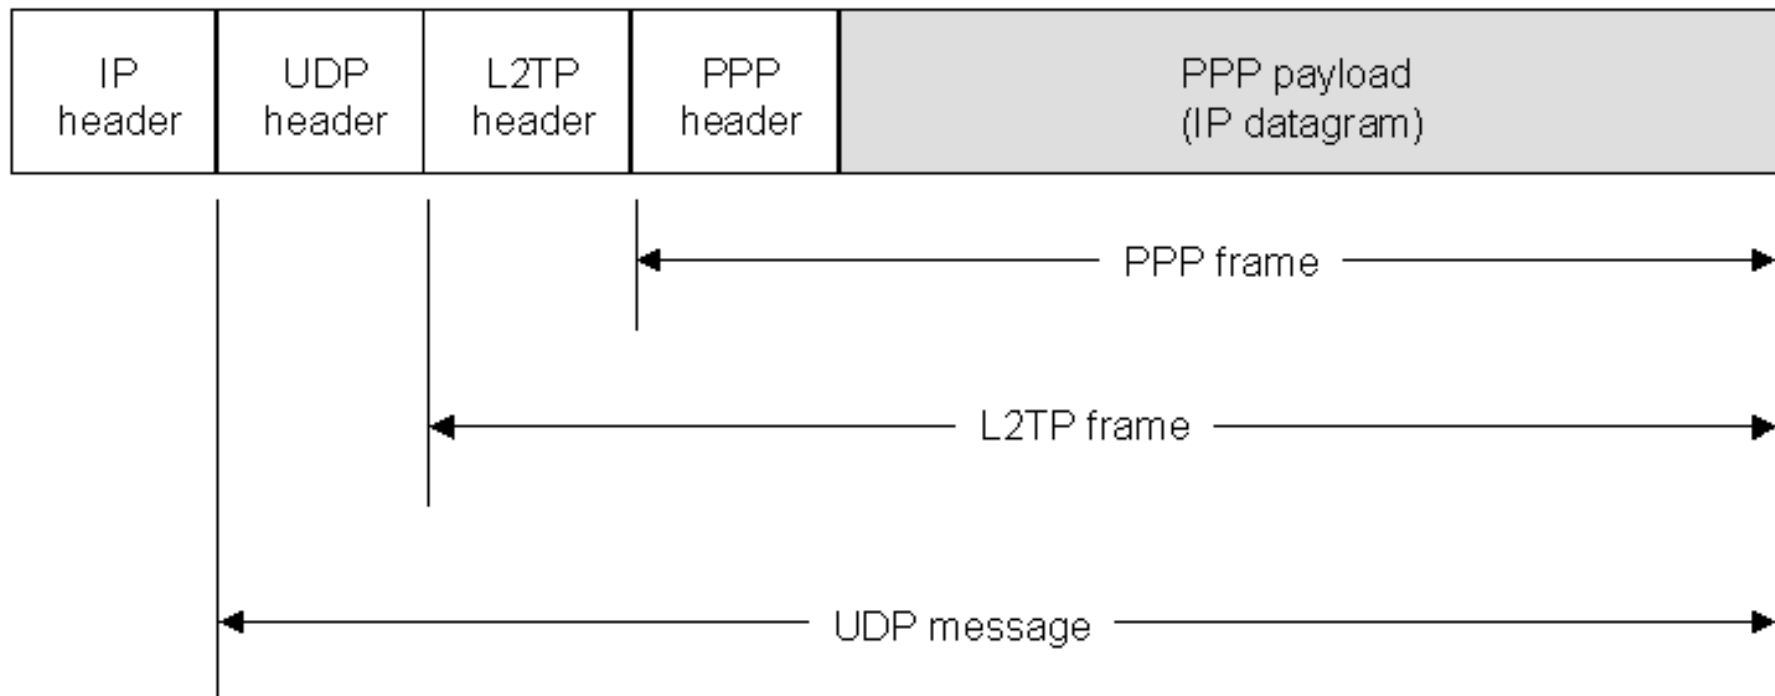 IP
header
UDP
header
L2TP
header
PPP
header
PPP payload
(IP datagram)
PPP frame
L2TP frame
UDP message